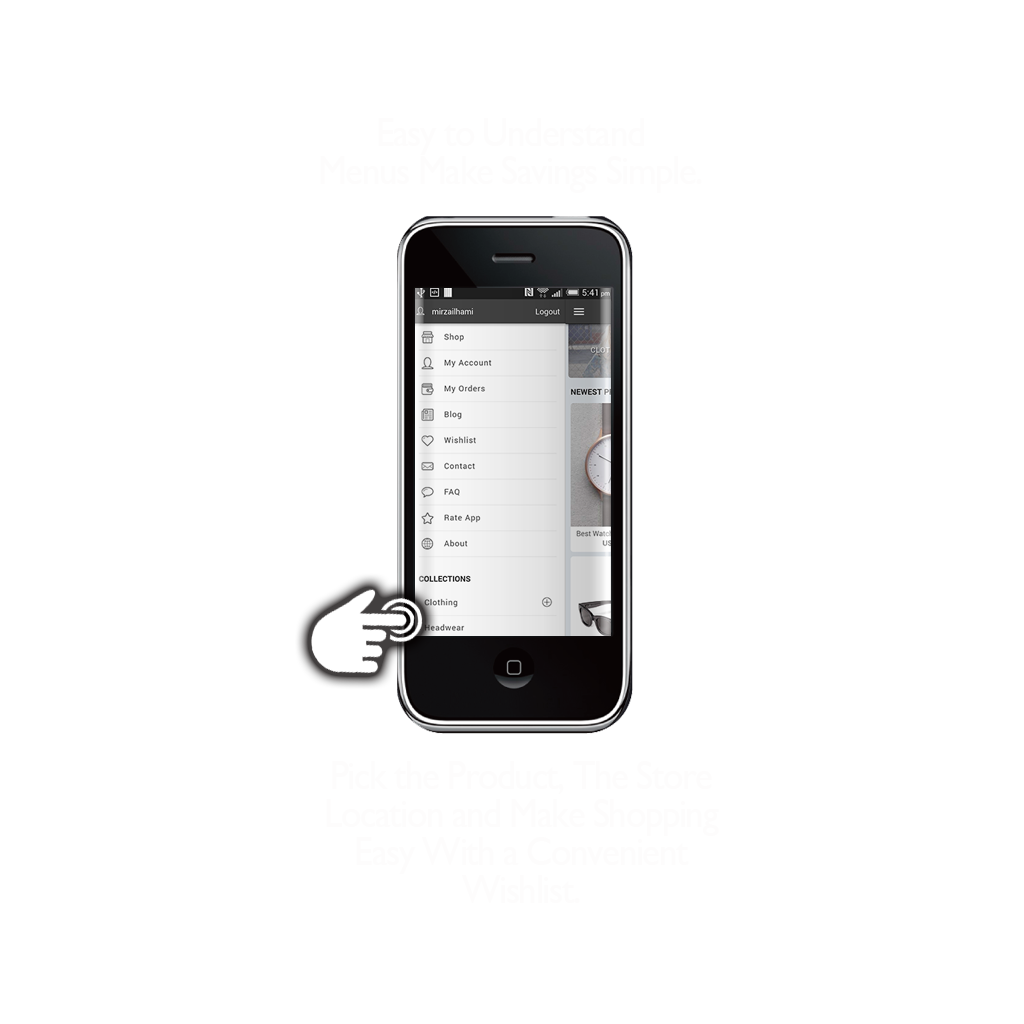 Easy to Understand
Menus Make Savings Simple.
5:41 pm
mirzailhami
Logout
Shop
CLOT
My Account
My Orders
NEWEST P
Blog
Wishlist
Contact
FAQ
Rate App
Best Watc
US
About
COLLECTIONS
Clothing
Headwear
Pick the Product, The Store
Location and Make Shopping
Easy With a Convenient
Wishlist.